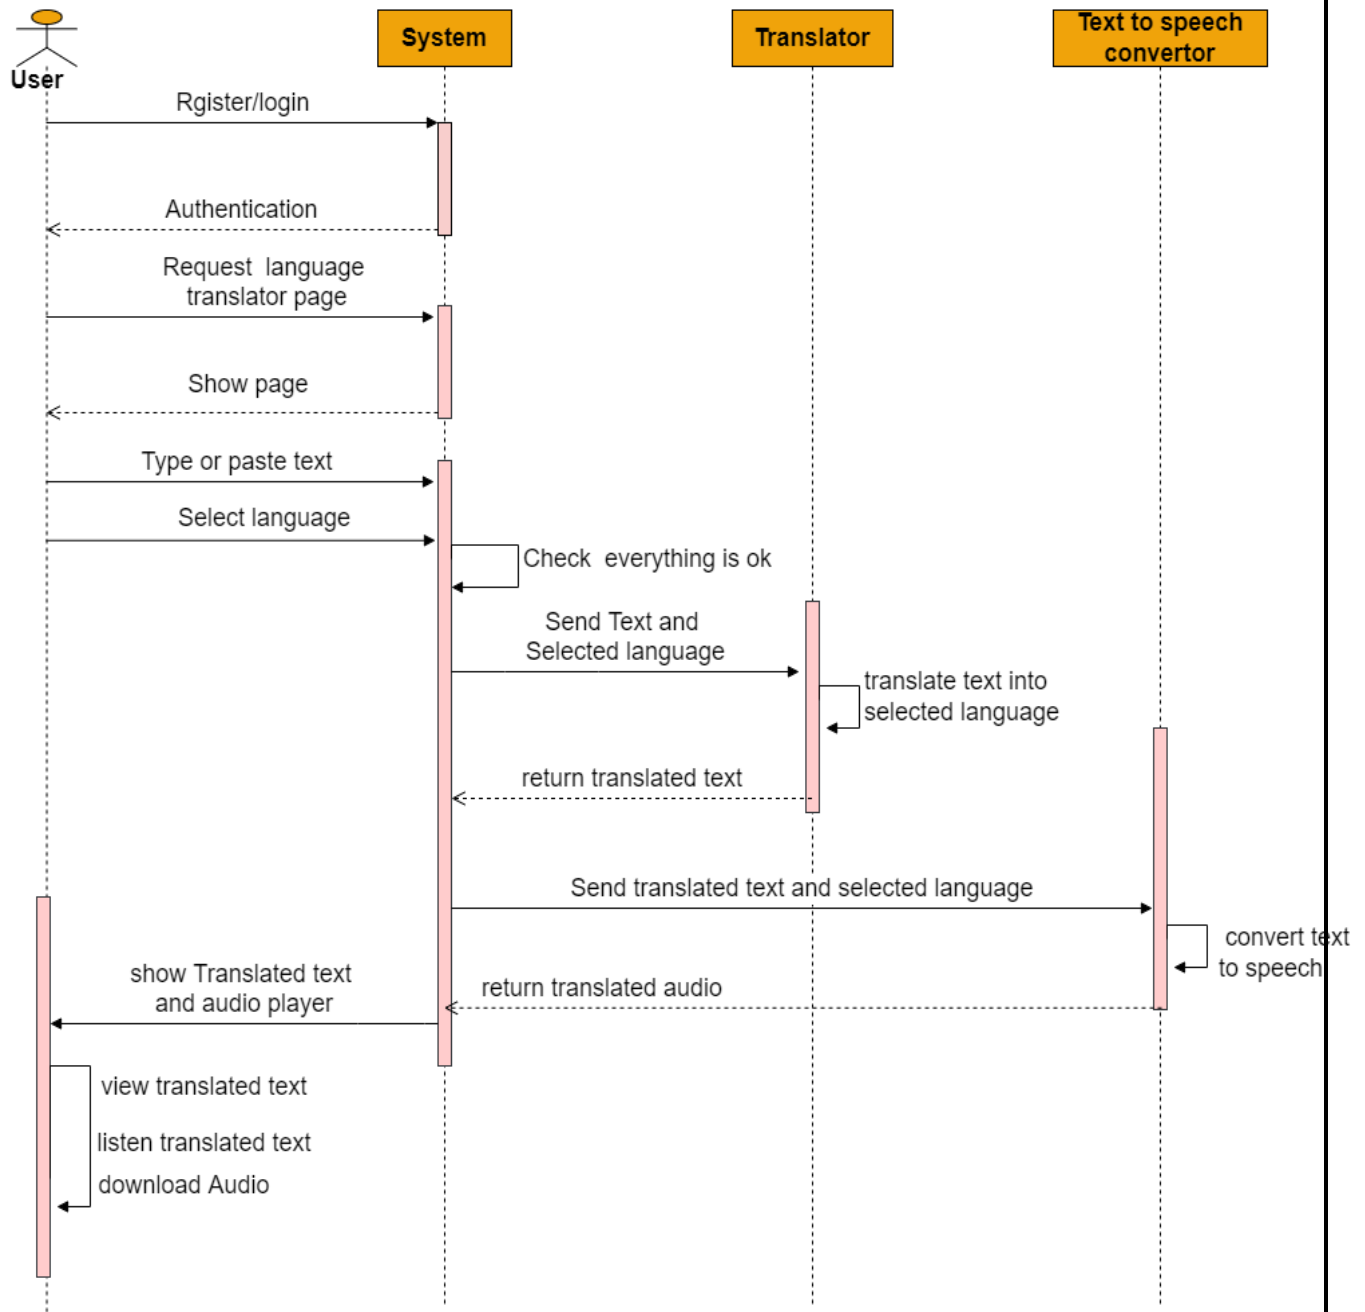 User
System
Translator
Text to speech
convertor
Rgister/login
Authentication
Request  language
translator page
Show page
Type or paste text
Select language
Check  everything is ok
Send Text and
Selected language
translate text into
selected language
return translated text
Send translated text and selected language
convert text
to speech
return translated audio
show Translated text
and audio player
view translated text
listen translated text
download Audio